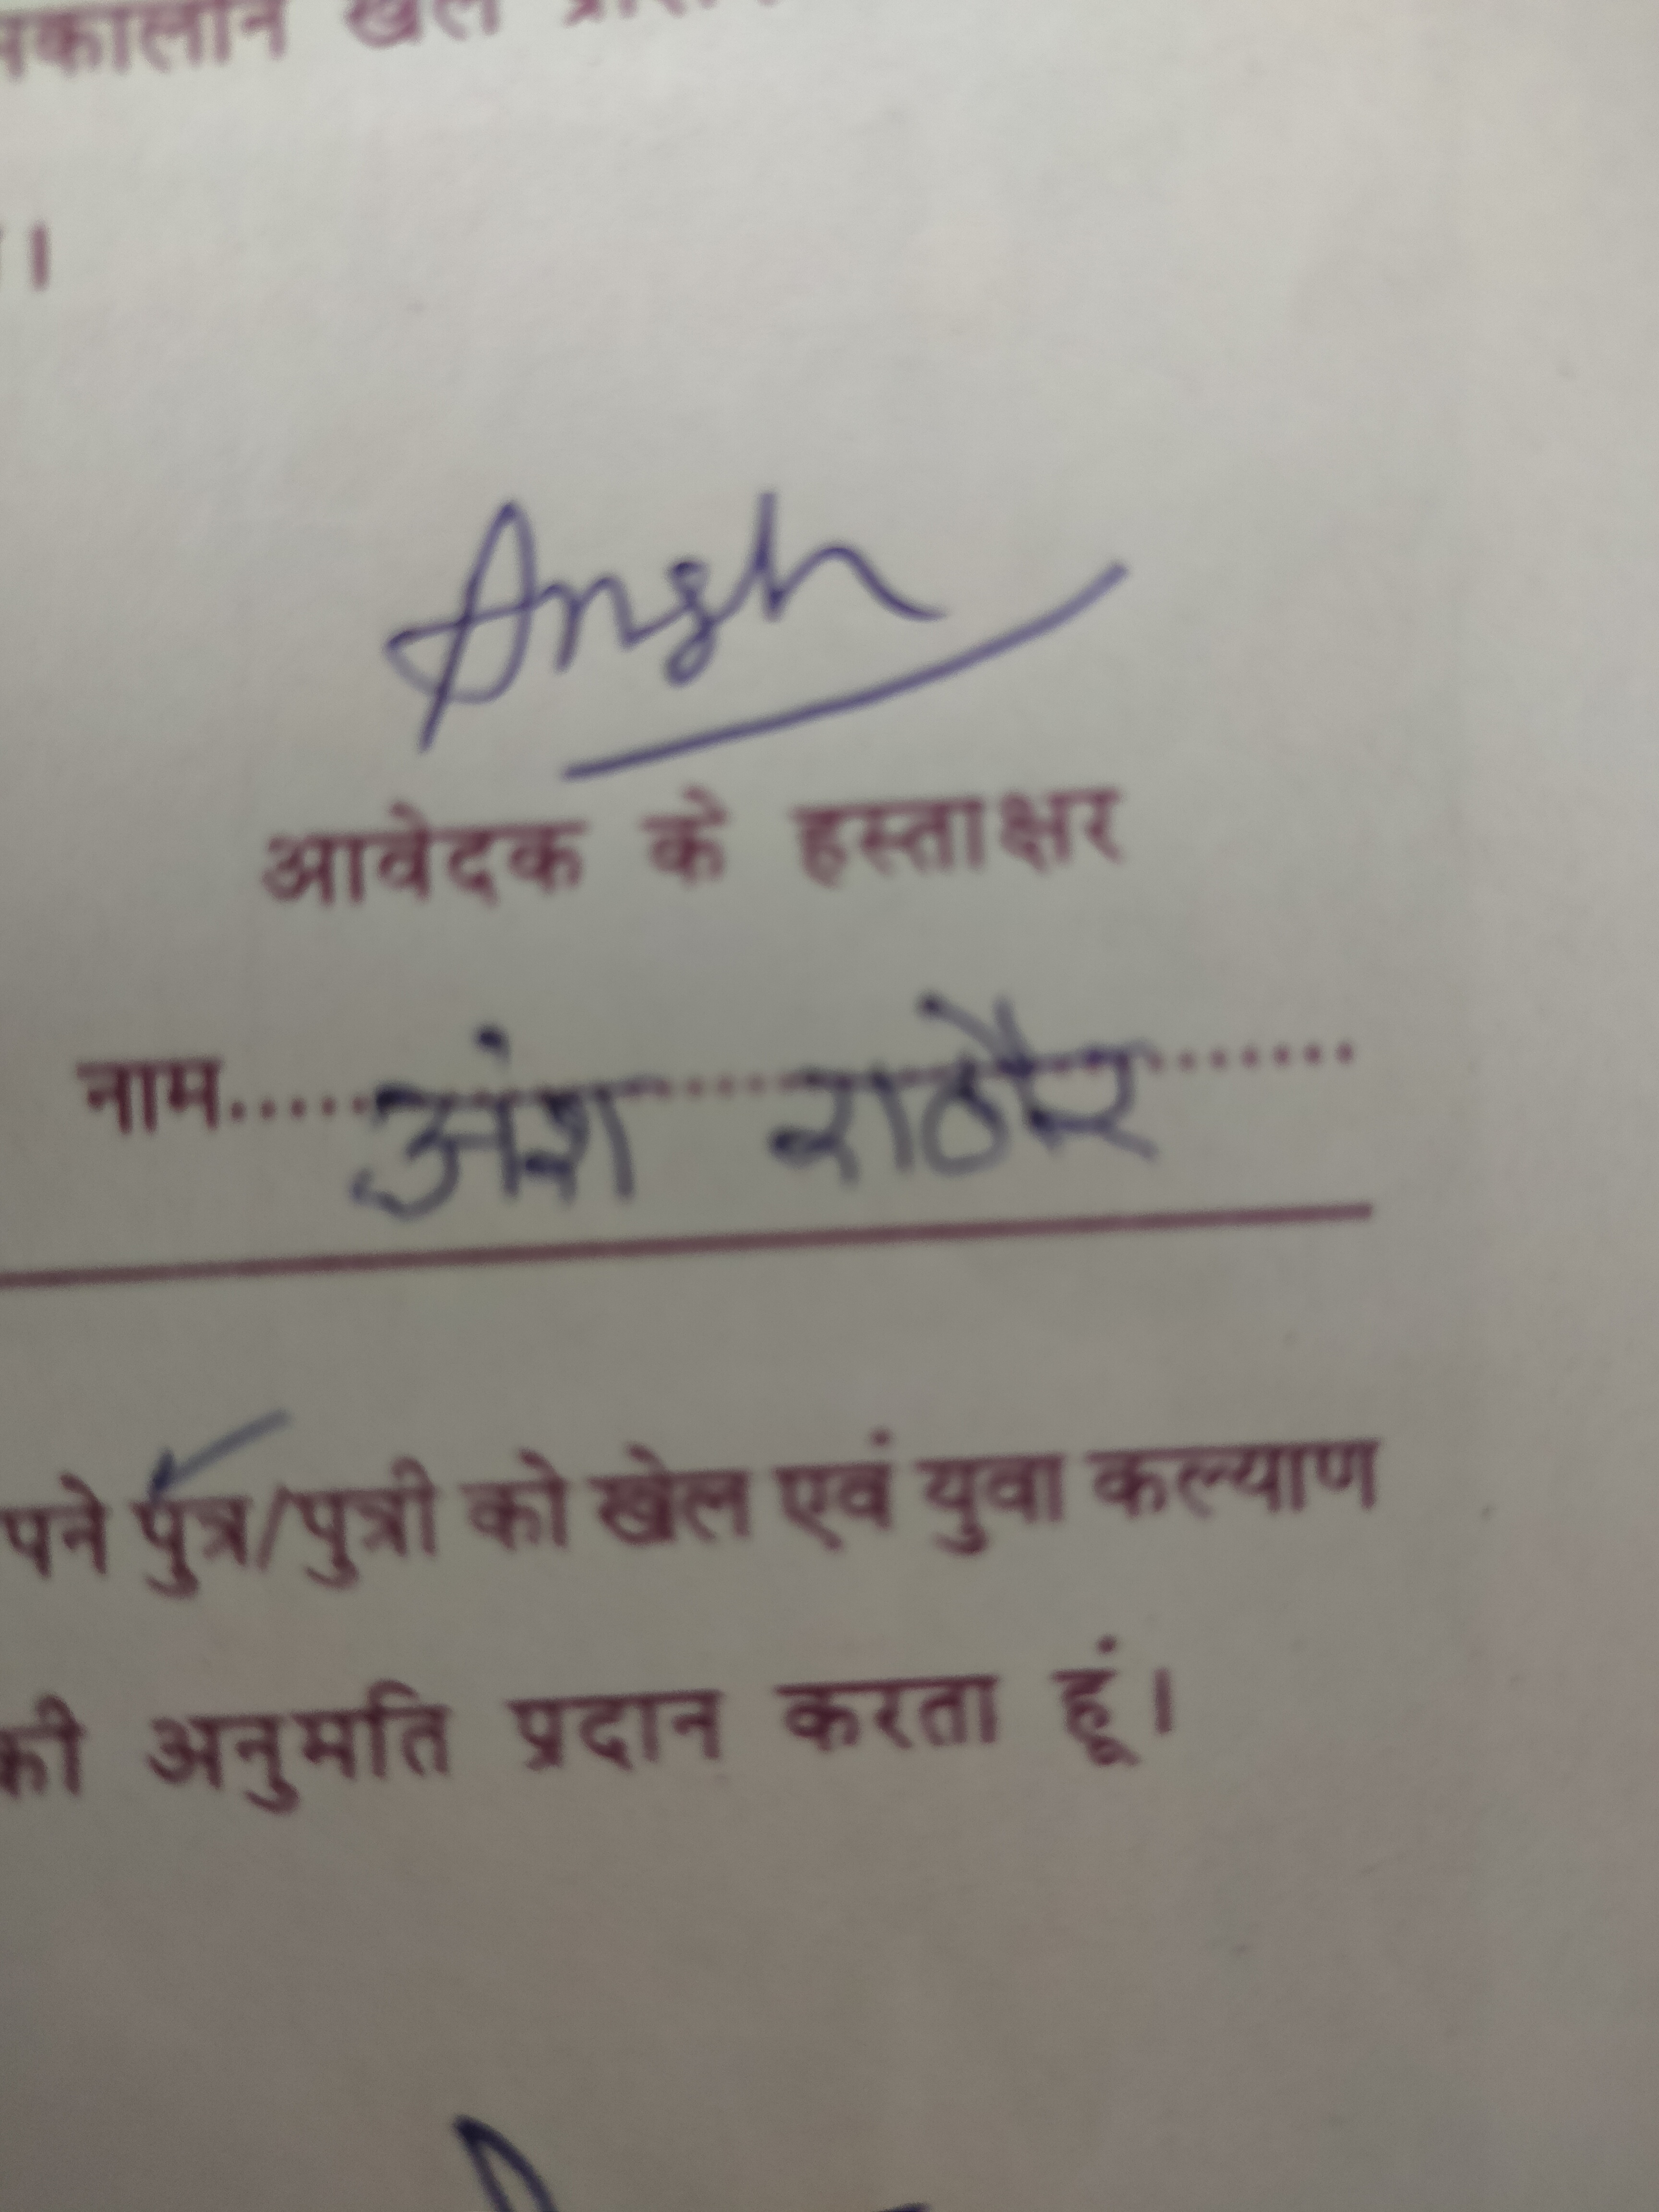 खेल
।
Ansh
आवेदक के हस्ताक्षर
नाम..... अंश राठौर .......
पने पुत्र/पुत्री को खेल एवं युवा कल्याण
की अनुमति प्रदान करता हूं।